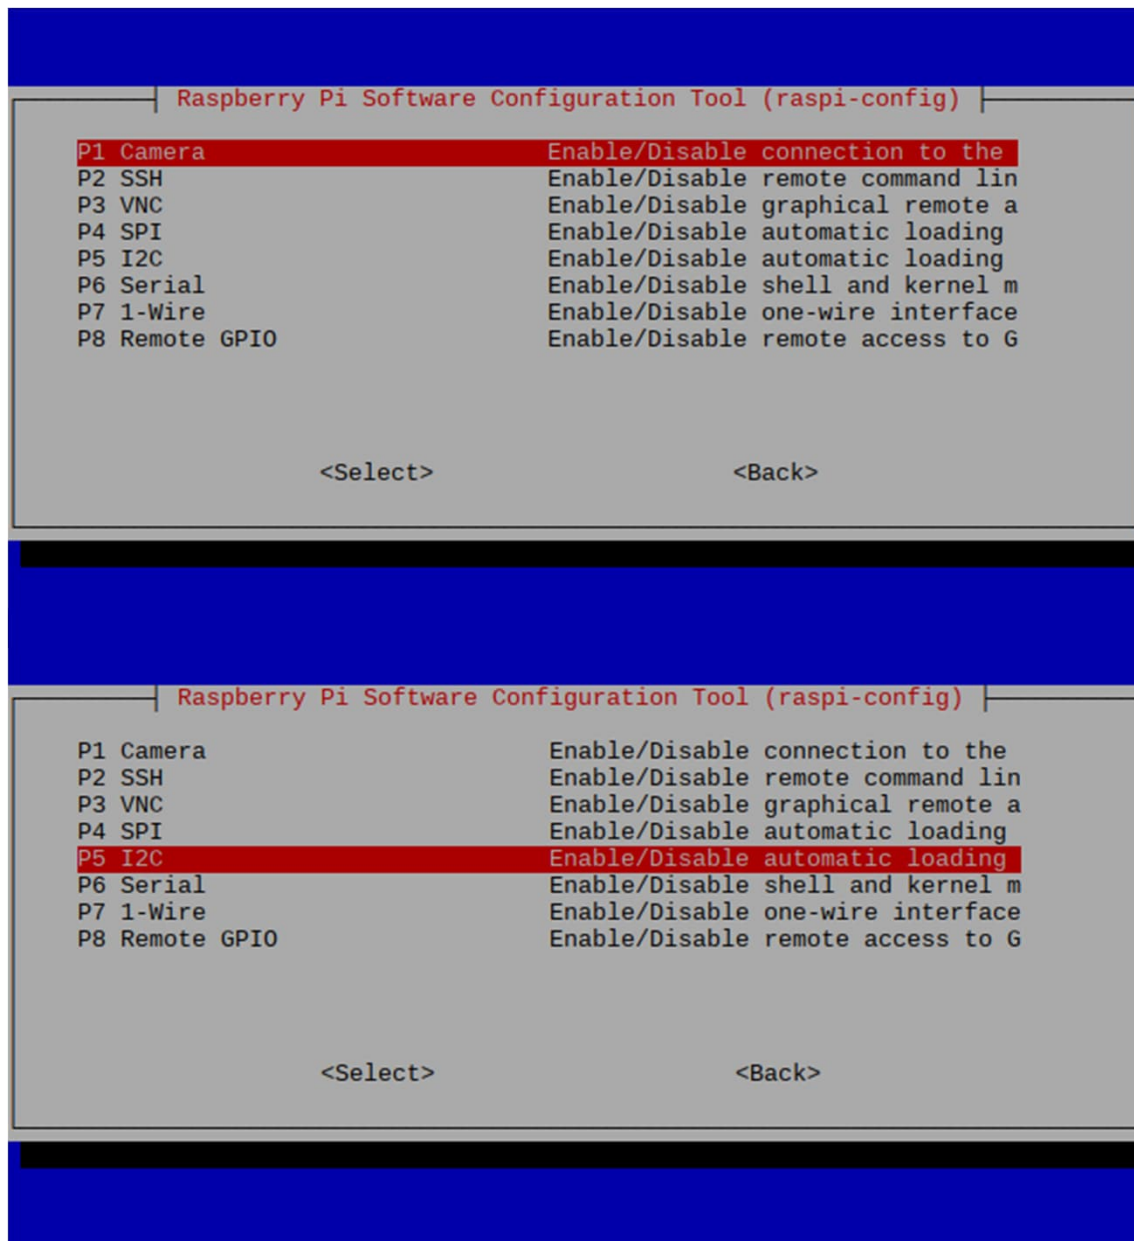 Raspberry Pi Software Configuration Tool (raspi-config)
P1 Camera Enable/Disable connection to the
P2 SSH Enable/Disable remote command lin
P3 VNC Enable/Disable graphical remote a
P4 SPI Enable/Disable automatic loading
P5 I2C Enable/Disable automatic loading
P6 Serial Enable/Disable shell and kernel m
P7 1-Wire Enable/Disable one-wire interface
P8 Remote GPIO Enable/Disable remote access to G
<Select> <Back>
Raspberry Pi Software Configuration Tool (raspi-config)
P1 Camera Enable/Disable connection to the
P2 SSH Enable/Disable remote command lin
P3 VNC Enable/Disable graphical remote a
P4 SPI Enable/Disable automatic loading
P5 I2C Enable/Disable automatic loading
P6 Serial Enable/Disable shell and kernel m
P7 1-Wire Enable/Disable one-wire interface
P8 Remote GPIO Enable/Disable remote access to G
<Select> <Back>